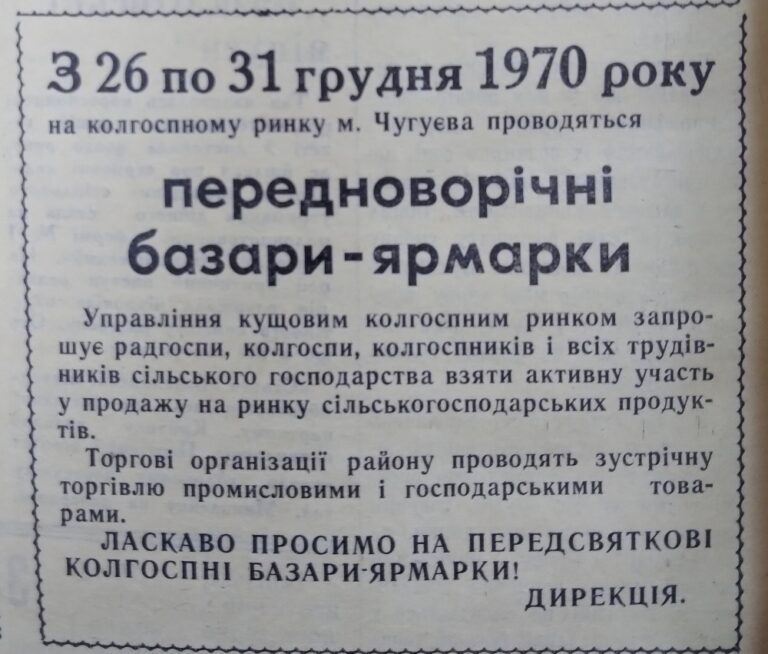 З 26 по 31 грудня 1970 року
на колгоспному ринку м. Чугуєва проводяться
передноворічні
базари-ярмарки
Управління кущовим колгоспним ринком запро-
шує радгоспи, колгоспи, колгоспників і всіх трудів-
ників сільського господарства взяти активну участь
у продажу на ринку сільськогосподарських продук-
тів.
Торгові організації району проводять зустрічну
торгівлю промисловими і господарськими това-
рами.
ЛАСКАВО ПРОСИМО НА ПЕРЕДСВЯТКОВІ
КОЛГОСПНІ БАЗАРИ-ЯРМАРКИ!
ДИРЕКЦІЯ.